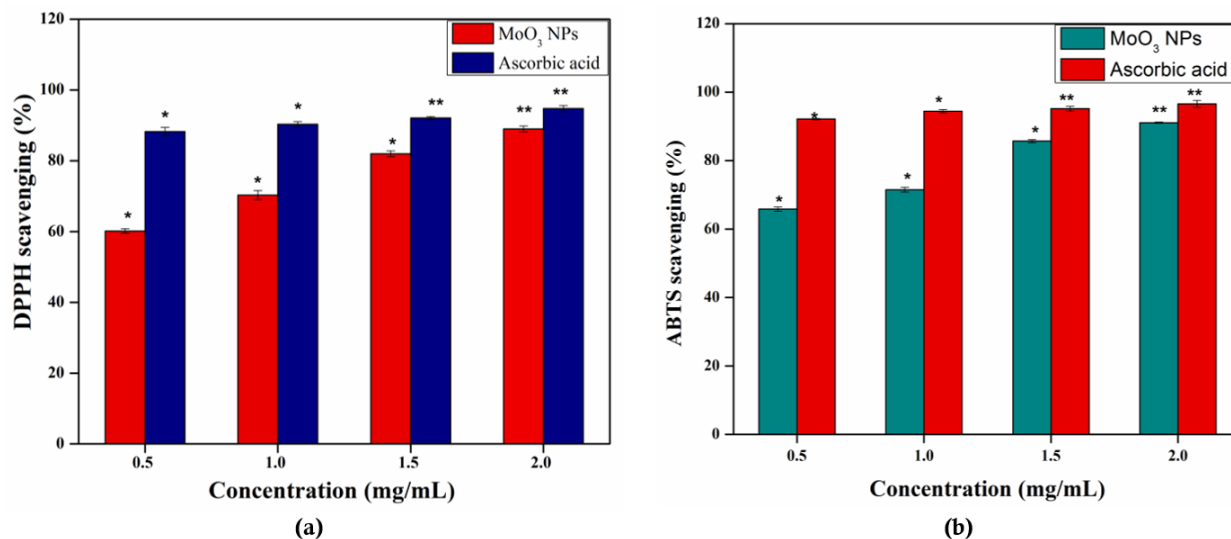 120
100
80
60
40
20
0
DPPH scavenging (%)
MoO₃ NPs
Ascorbic acid
* * * * * ** ** **
0.5 1.0 1.5 2.0
Concentration (mg/mL)
(a)
120
100
80
60
40
20
0
ABTS scavenging (%)
MoO₃ NPs
Ascorbic acid
* * * * * ** ** **
0.5 1.0 1.5 2.0
Concentration (mg/mL)
(b)